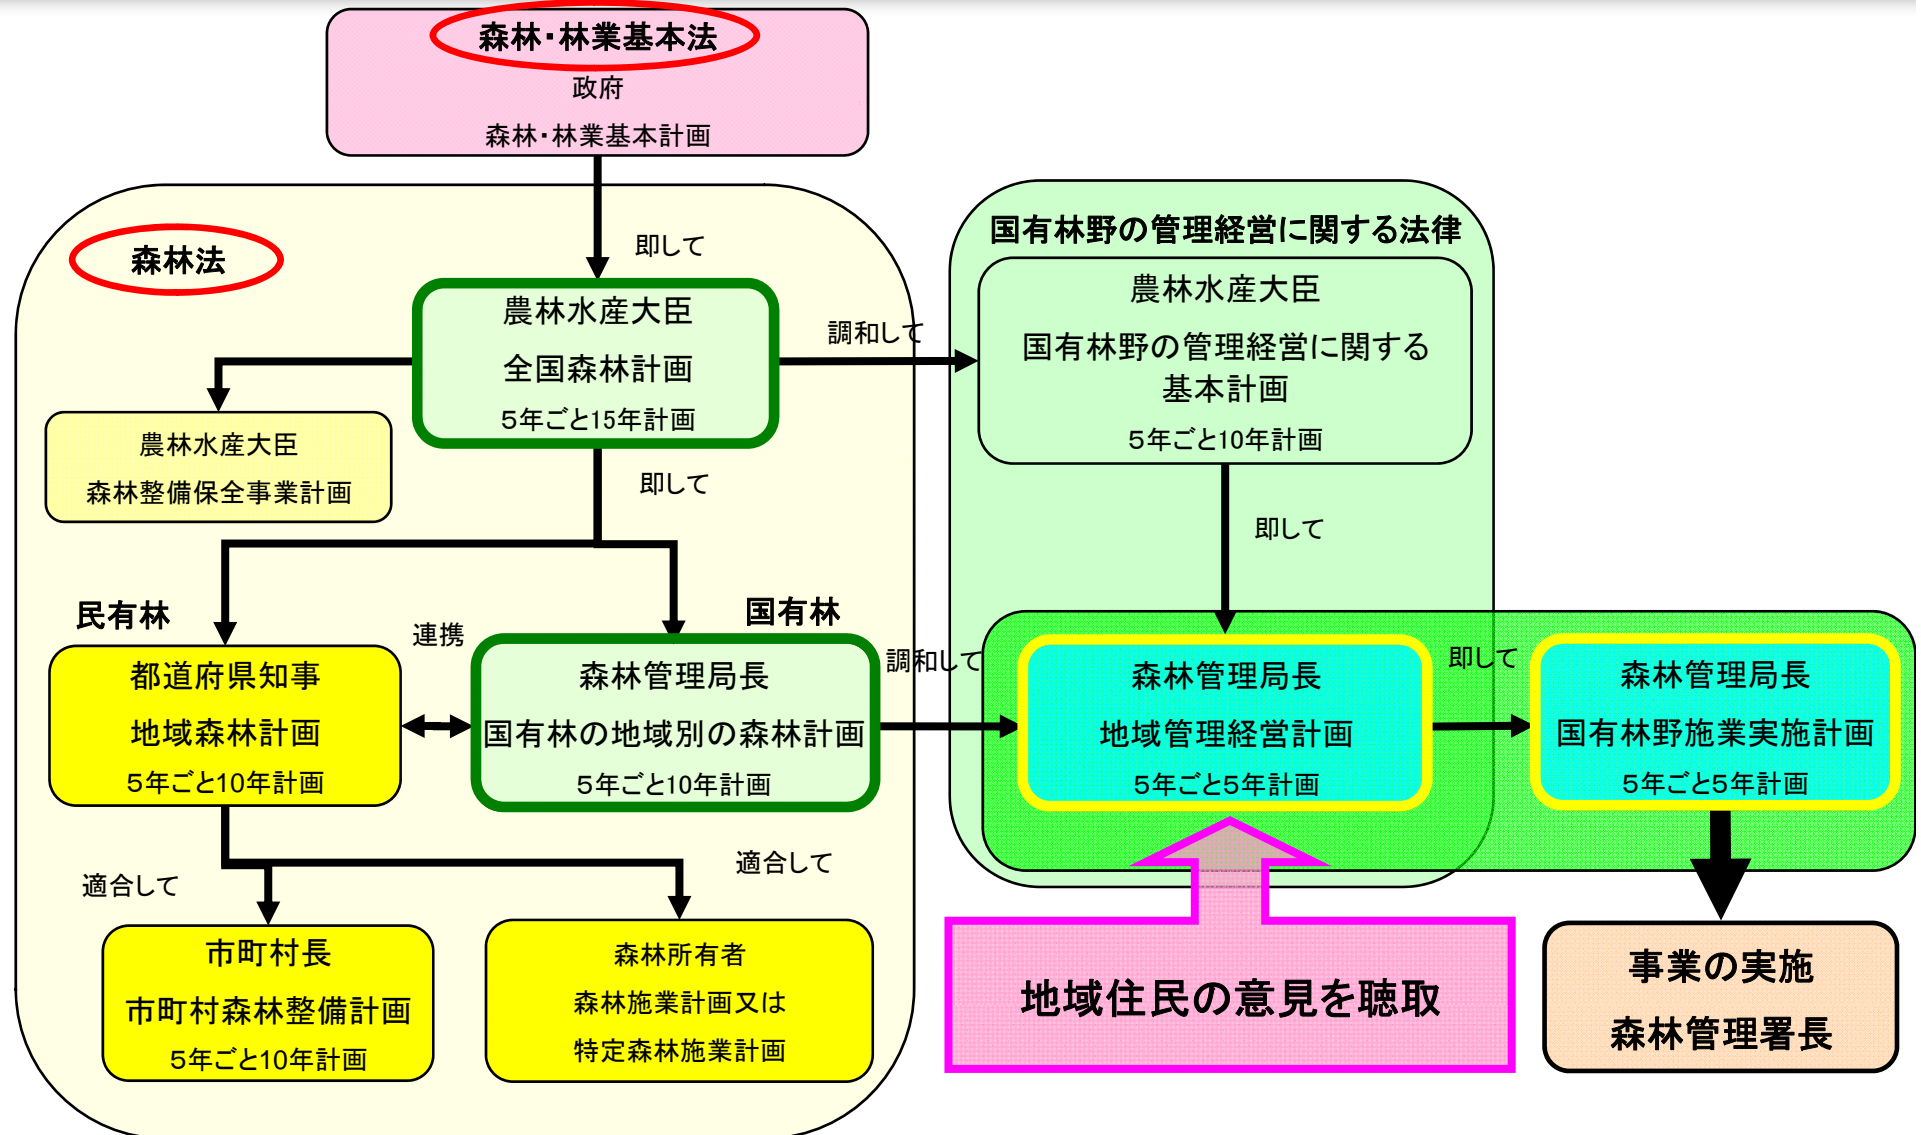 森林・林業基本法
政府
森林・林業基本計画
森林法
即して
農林水産大臣
全国森林計画
5年ごと15年計画
調和して
国有林野の管理経営に関する法律
農林水産大臣
国有林野の管理経営に関する
基本計画
5年ごと10年計画
農林水産大臣
森林整備保全事業計画
即して
即して
民有林
国有林
連携
都道府県知事
地域森林計画
5年ごと10年計画
森林管理局長
国有林の地域別の森林計画
5年ごと10年計画
調和して
森林管理局長
地域管理経営計画
5年ごと5年計画
即して
森林管理局長
国有林野施業実施計画
5年ごと5年計画
適合して
適合して
市町村長
市町村森林整備計画
5年ごと10年計画
森林所有者
森林施業計画又は
特定森林施業計画
地域住民の意見を聴取
事業の実施
森林管理署長